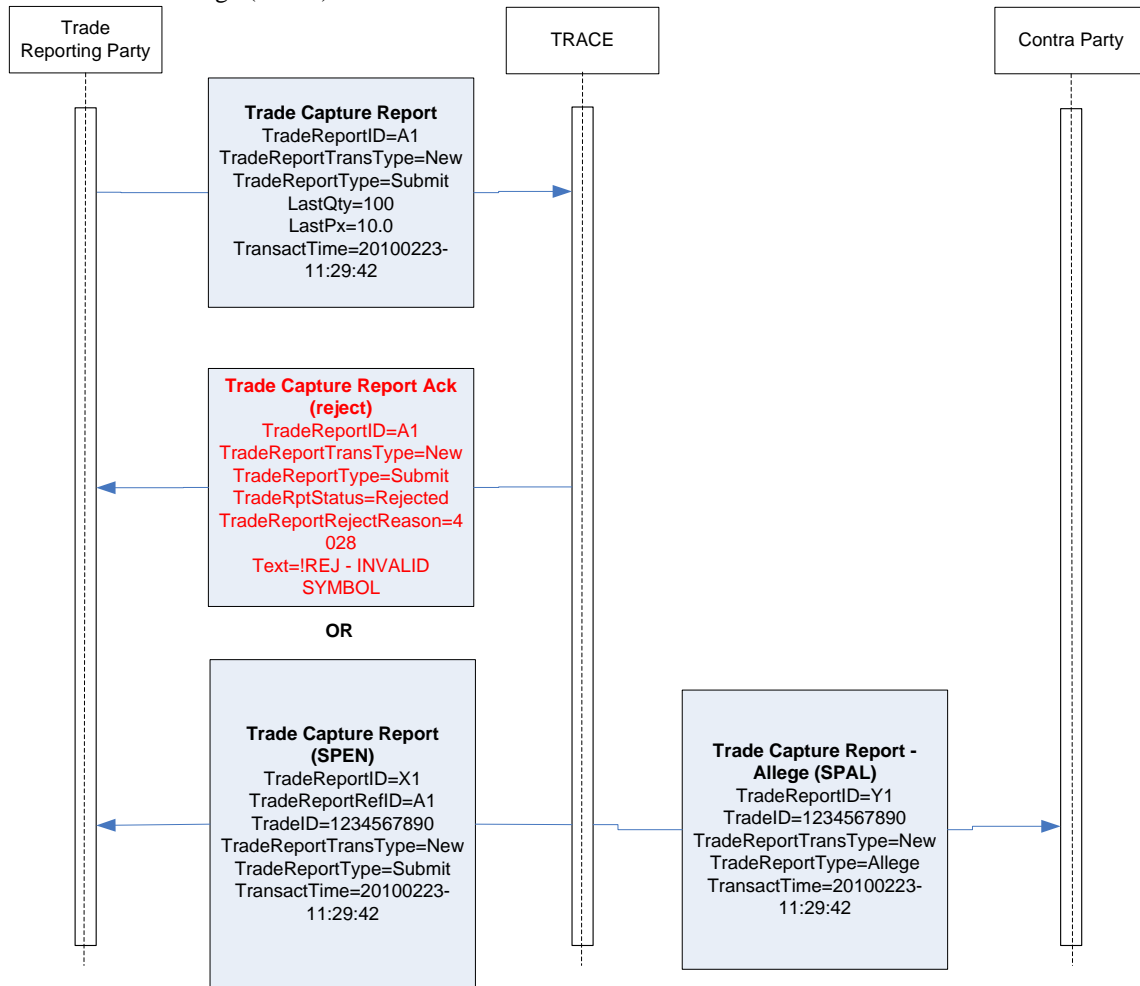 Trade
Reporting Party
TRACE
Contra Party
Trade Capture Report
TradeReportID=A1
TradeReportTransType=New
TradeReportType=Submit
LastQty=100
LastPx=10.0
TransactTime=20100223-
11:29:42
Trade Capture Report Ack
(reject)
TradeReportID=A1
TradeReportTransType=New
TradeReportType=Submit
TradeRptStatus=Rejected
TradeReportRejectReason=4
028
Text=!REJ - INVALID
SYMBOL
OR
Trade Capture Report
(SPEN)
TradeReportID=X1
TradeReportRefID=A1
TradeID=1234567890
TradeReportTransType=New
TradeReportType=Submit
TransactTime=20100223-
11:29:42
Trade Capture Report -
Allege (SPAL)
TradeReportID=Y1
TradeID=1234567890
TradeReportTransType=New
TradeReportType=Allege
TransactTime=20100223-
11:29:42